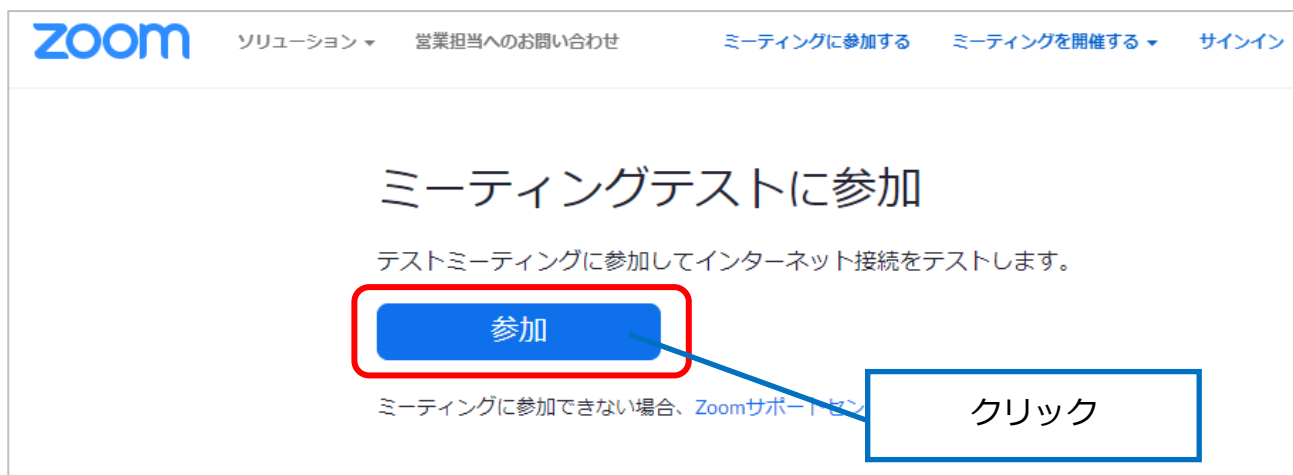 zoom ソリューション 営業担当へのお問い合わせ ミーティングに参加する ミーティングを開催する サインイン
ミーティングテストに参加
テストミーティングに参加してインターネット接続をテストします。
参加
ミーティングに参加できない場合、Zoomサポートセン
クリック